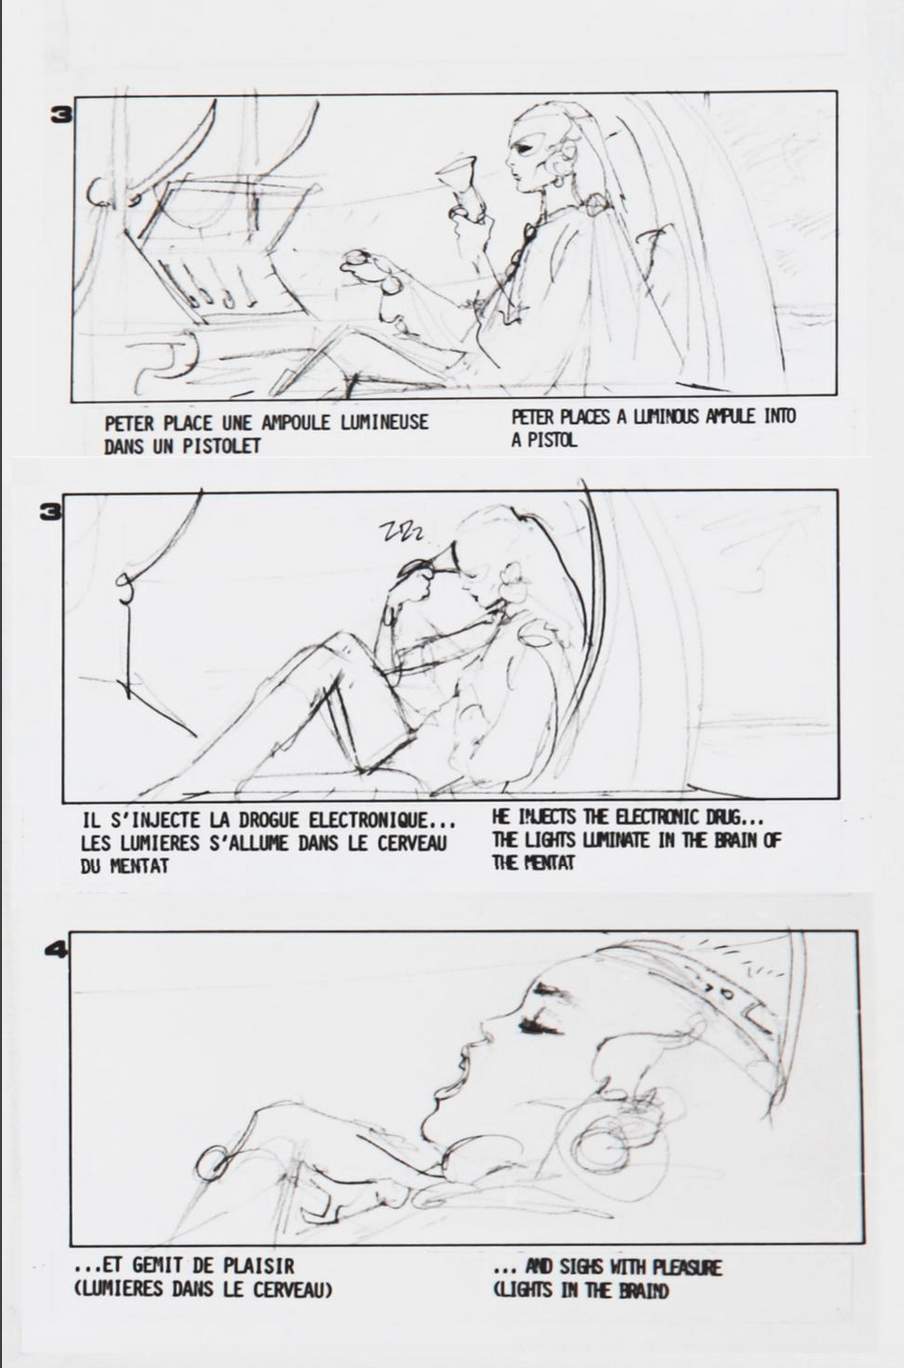 3
PETER PLACE UNE AMPOULE LUMINEUSE
DANS UN PISTOLET
PETER PLACES A LUMINOUS AMPULE INTO
A PISTOL
3
ZZZ
IL S'INJECTE LA DROGUE ELECTRONIQUE...
LES LUMIERES S'ALLUME DANS LE CERVEAU
DU MENTAT
HE INJECTS THE ELECTRONIC DRUG...
THE LIGHTS LUMINATE IN THE BRAIN OF
THE MENTAT
4
...ET GEMIT DE PLAISIR
(LUMIERES DANS LE CERVEAU)
... AND SIGHS WITH PLEASURE
(LIGHTS IN THE BRAIN)